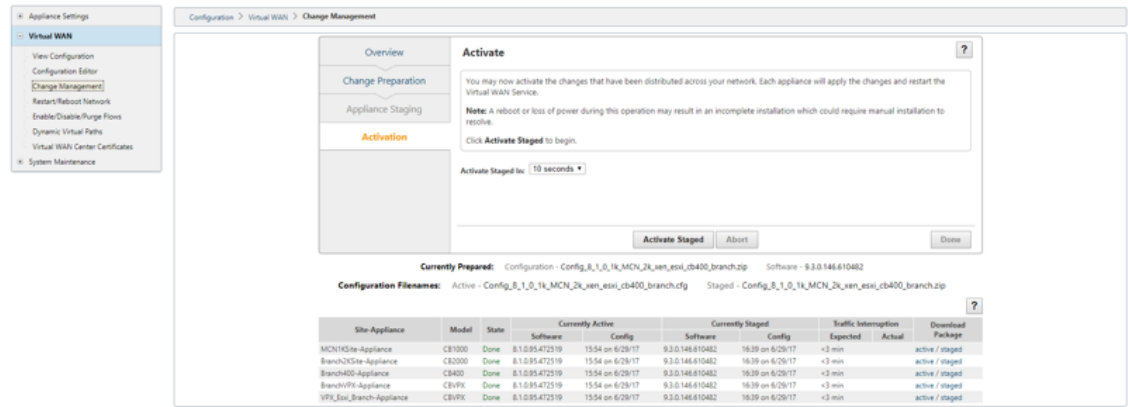 Appliance Settings
Virtual WAN
View Configuration
Configuration Editor
Change Management
Restart/Reboot Network
Enable/Disable/Purge Flows
Dynamic Virtual Paths
Virtual WAN Center Certificates
System Maintenance
Configuration > Virtual WAN > Change Management
Overview
Change Preparation
Appliance Staging
Activation
Activate
?
You may now activate the changes that have been distributed across your network. Each appliance will apply the changes and restart the
Virtual WAN Service.
Note: A reboot or loss of power during this operation may result in an incomplete installation which could require manual installation to
resolve.
Click Activate Staged to begin.
Activate Staged In: 10 seconds
Activate Staged Abort Done
Currently Prepared: Configuration - Config_8_1_0_1k_MCN_2k_xen_esxi_cb400_branch.zip Software - 9.3.0.146.610482
Configuration Filenames: Active - Config_8_1_0_1k_MCN_2k_xen_esxi_cb400_branch.cfg Staged - Config_8_1_0_1k_MCN_2k_xen_esxi_cb400_branch.zip
?
Site-Appliance Model State Currently Active Currently Staged Traffic Interruption Download Package
Software Config Software Config Expected Actual
MCN1KSite-Appliance CB1000 Done 8.1.0.95.472519 15:54 on 6/29/17 9.3.0.146.610482 16:39 on 6/29/17 <3 min active / staged
Branch2KSite-Appliance CB2000 Done 8.1.0.95.472519 15:54 on 6/29/17 9.3.0.146.610482 16:39 on 6/29/17 <3 min active / staged
Branch400-Appliance CB400 Done 8.1.0.95.472519 15:54 on 6/29/17 9.3.0.146.610482 16:39 on 6/29/17 <3 min active / staged
BranchVPX-Appliance CBVPX Done 8.1.0.95.472519 15:54 on 6/29/17 9.3.0.146.610482 16:39 on 6/29/17 <3 min active / staged
VPX_Esxi_Branch-Appliance CBVPX Done 8.1.0.95.472519 15:54 on 6/29/17 9.3.0.146.610482 16:39 on 6/29/17 <3 min active / staged